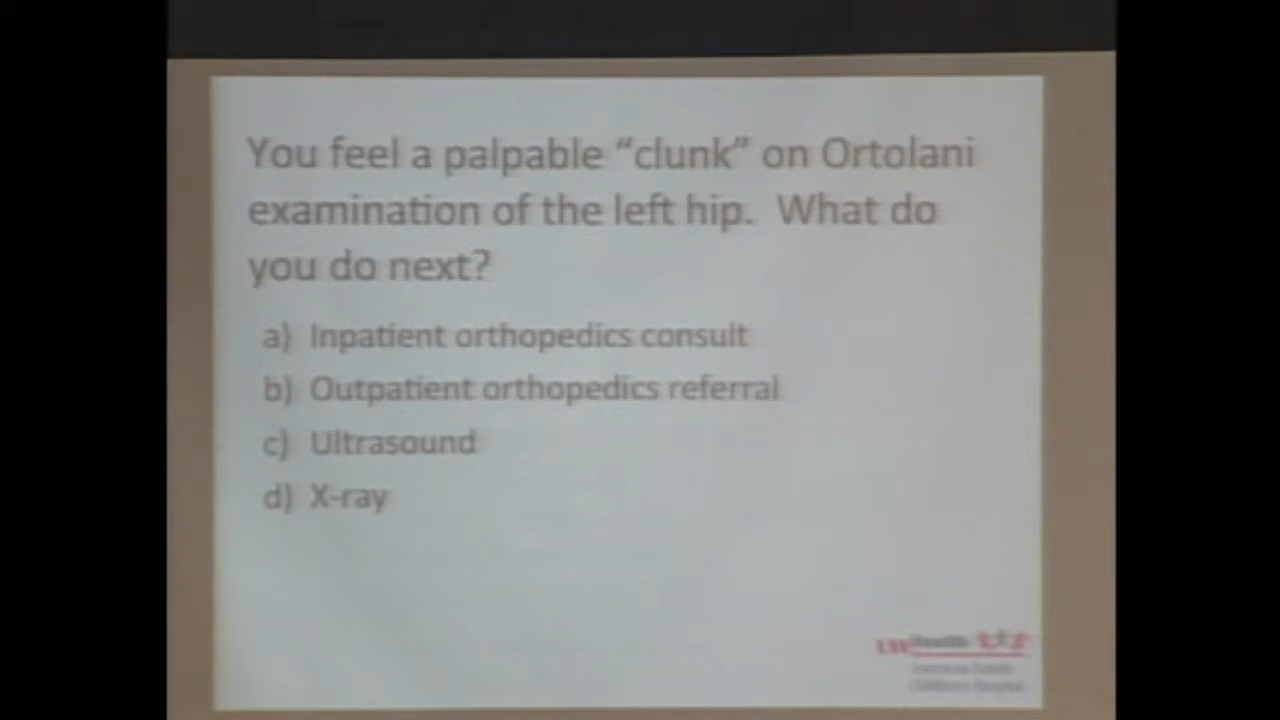 You feel a palpable “clunk” on Ortolani
examination of the left hip.  What do
you do next?
a) Inpatient orthopedics consult
b) Outpatient orthopedics referral
c) Ultrasound
d) X-ray
UWHealth